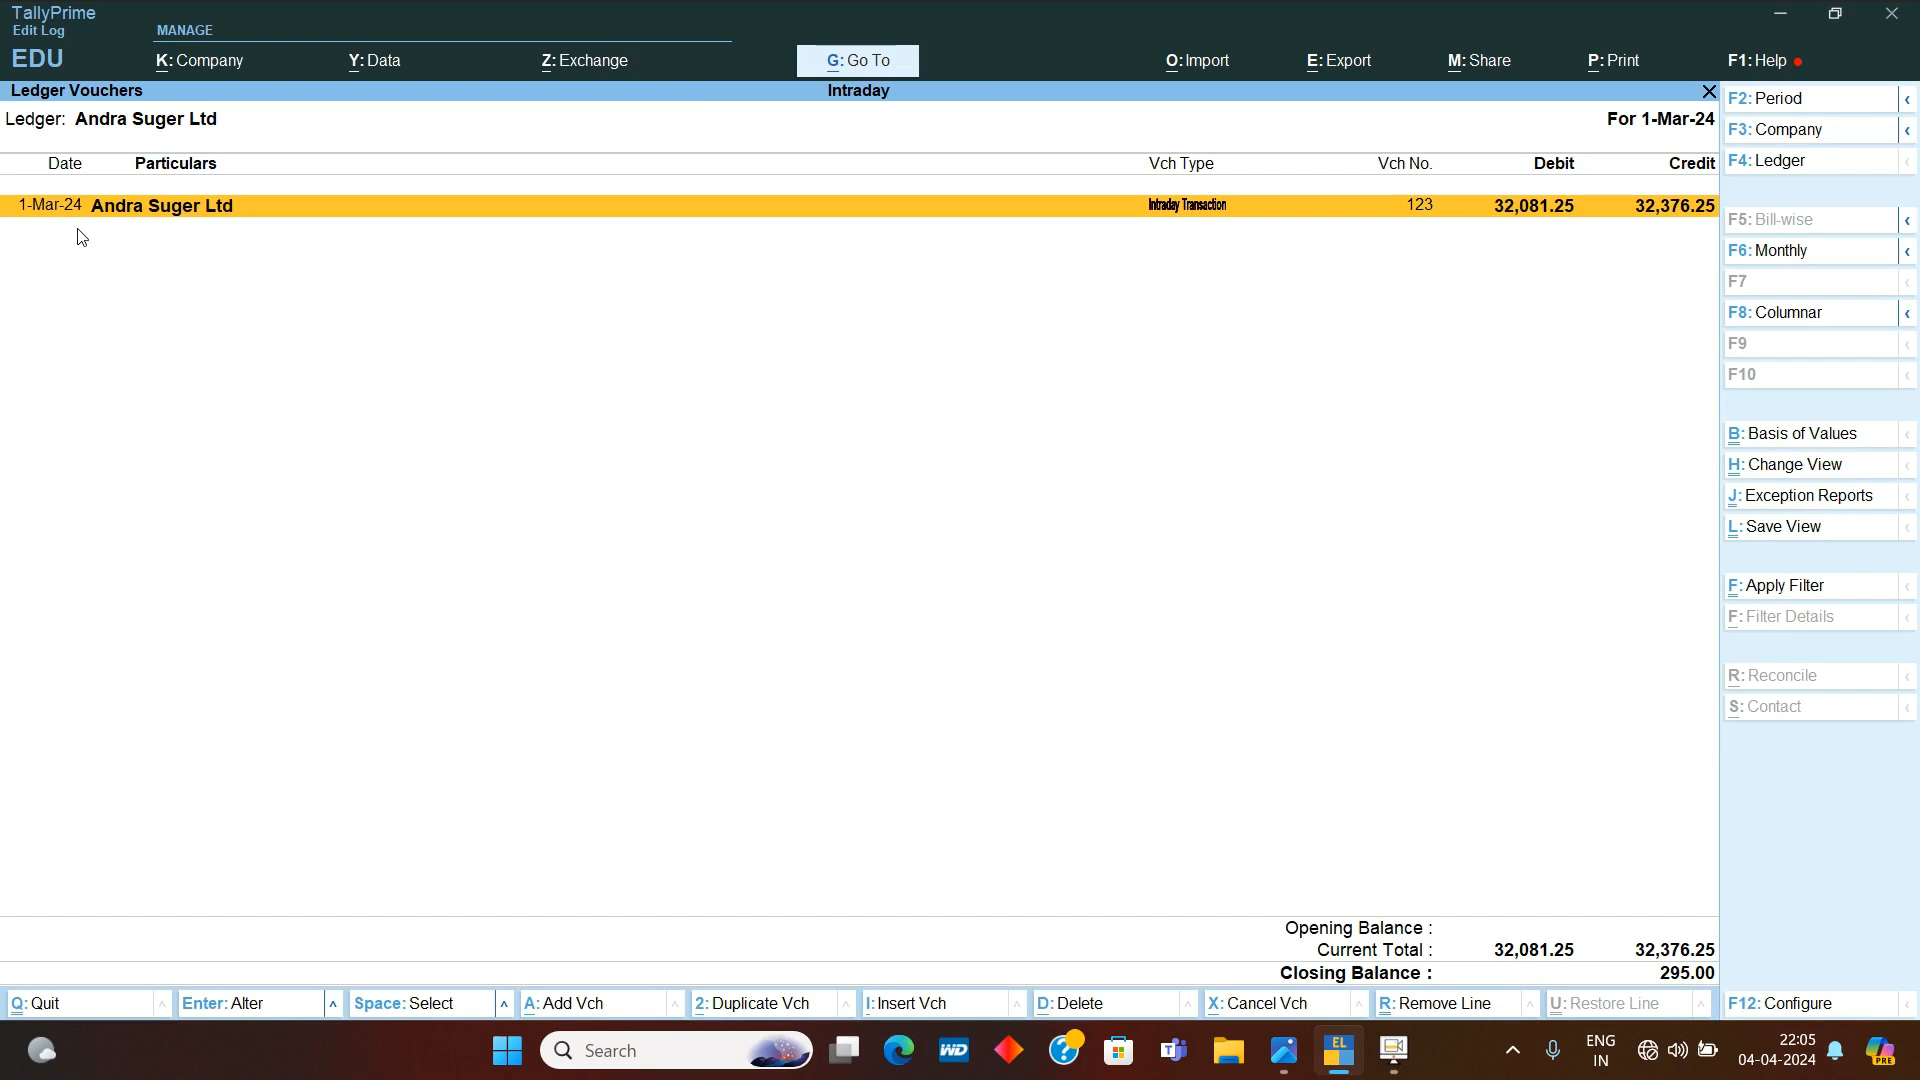 TallyPrime
Edit Log
EDU
MANAGE
K: Company Y: Data Z: Exchange G: Go To O: Import E: Export M: Share P: Print F1: Help
Ledger Vouchers Intraday
Ledger: Andra Suger Ltd For 1-Mar-24
Date Particulars Vch Type Vch No. Debit Credit
1-Mar-24 Andra Suger Ltd Intraday Transaction 123 32,081.25 32,376.25
Opening Balance :
Current Total : 32,081.25 32,376.25
Closing Balance : 295.00
F2: Period
F3: Company
F4: Ledger
F5: Bill-wise
F6: Monthly
F7
F8: Columnar
F9
F10
B: Basis of Values
H: Change View
J: Exception Reports
L: Save View
F: Apply Filter
F: Filter Details
R: Reconcile
S: Contact
Q: Quit Enter: Alter Space: Select A: Add Vch 2: Duplicate Vch I: Insert Vch D: Delete X: Cancel Vch R: Remove Line U: Restore Line F12: Configure
Search WD EL ENG 22:05
IN 04-04-2024 PRE